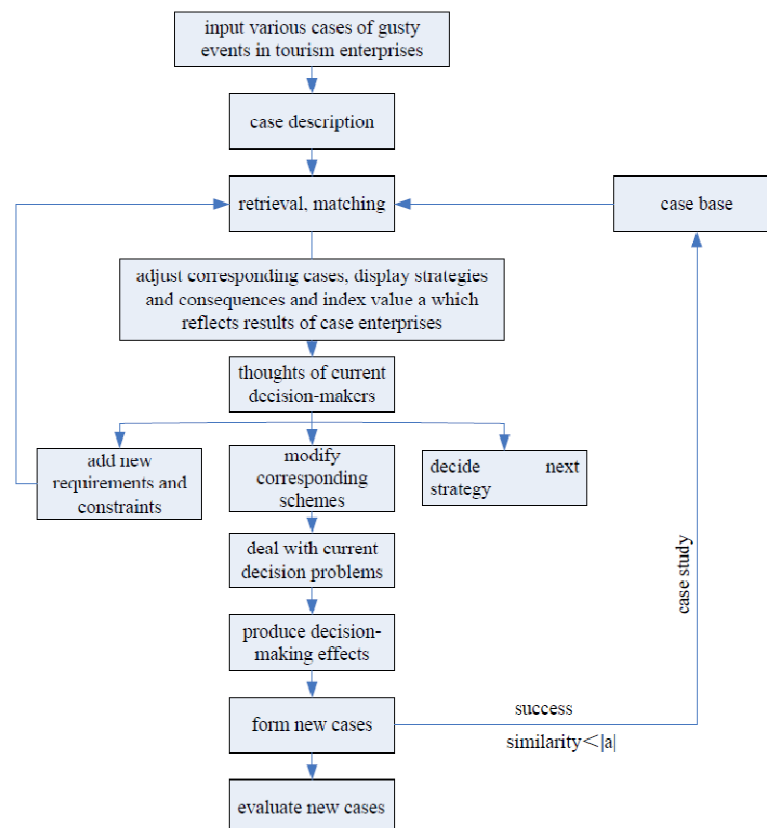 input various cases of gusty
events in tourism enterprises
case description
retrieval, matching
case base
adjust corresponding cases, display strategies
and consequences and index value a which
reflects results of case enterprises
thoughts of current
decision-makers
add new
requirements and
constraints
modify
corresponding
schemes
decide next
strategy
deal with current
decision problems
case study
produce decision-
making effects
form new cases
success
similarity<|a|
evaluate new cases